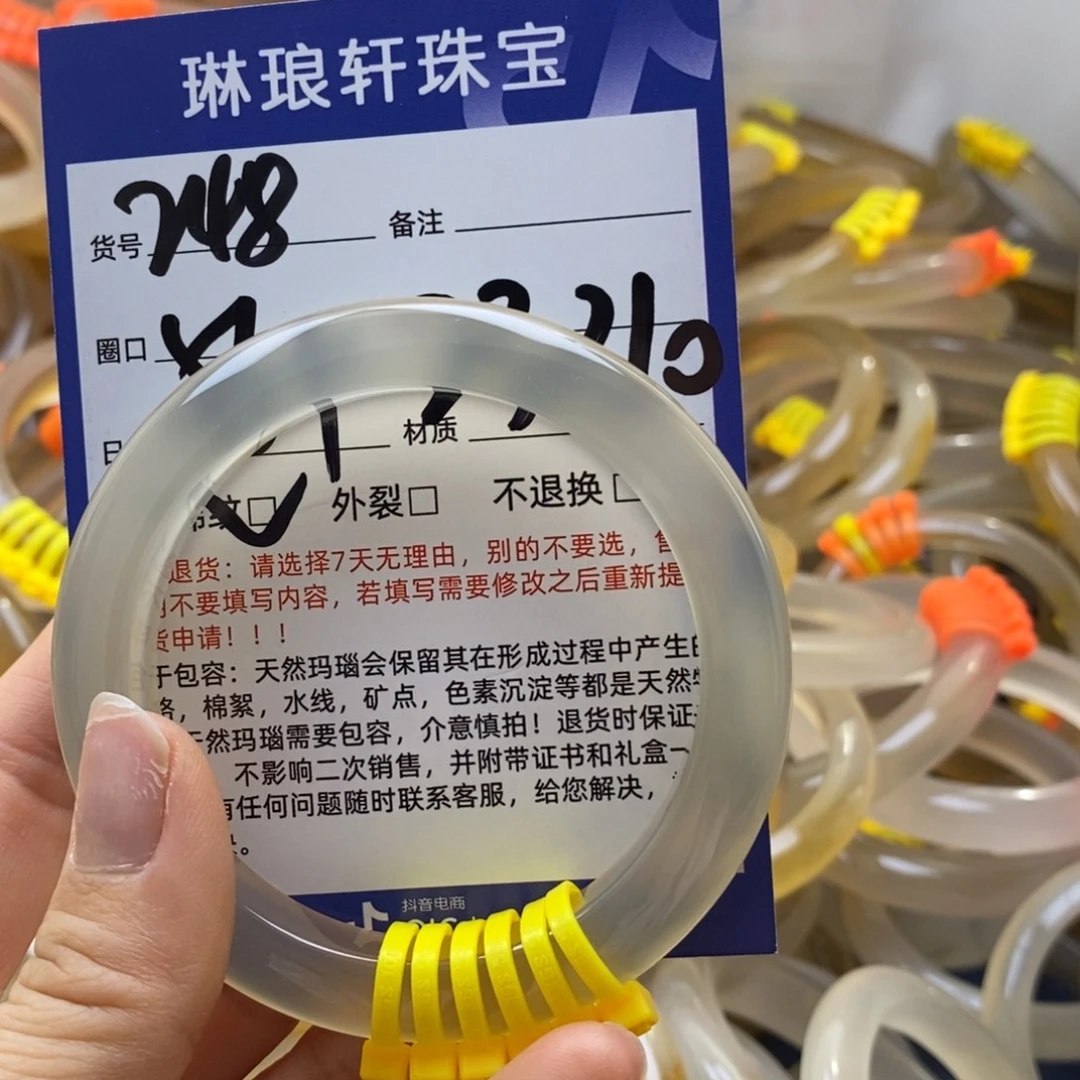 琳琅轩珠宝
货号 748 备注
圈口
材质
纹□ 外裂□ 不退换□
退货：请选择7天无理由，别的不要选，
不要填写内容，若填写需要修改之后重新提
货申请！！！
于包容：天然玛瑙会保留其在形成过程中产生的
络，棉絮，水线，矿点，色素沉淀等都是天然
天然玛瑙需要包容，介意慎拍！退货时保证
不影响二次销售，并附带证书和礼盒一
有任何问题随时联系客服，给您解决，
抖音电商